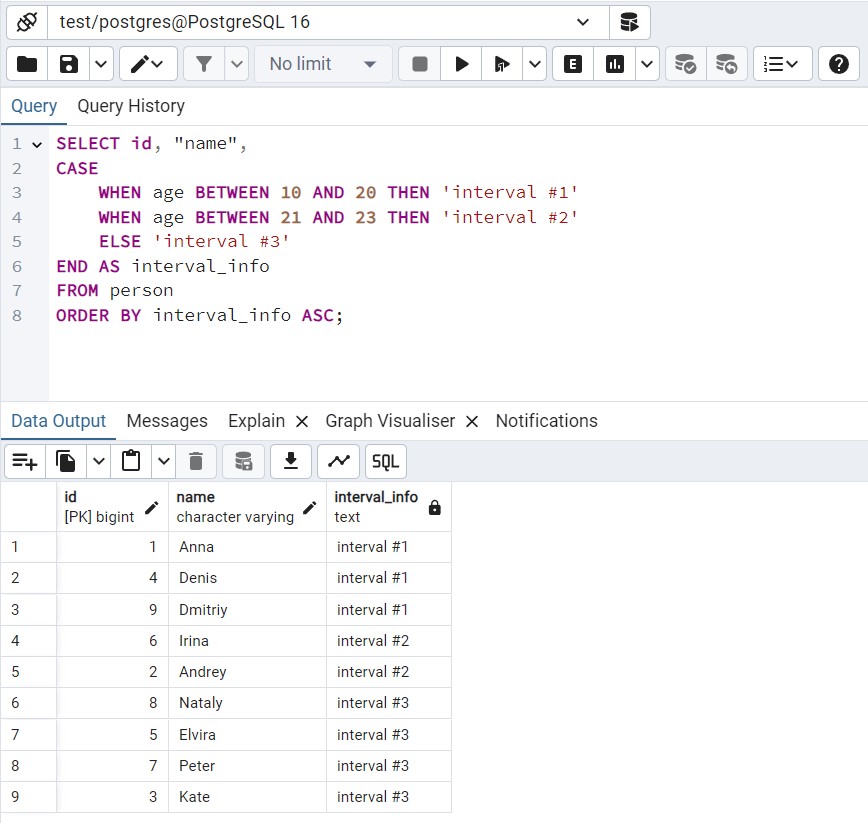 test/postgres@PostgreSQL 16
No limit
E
Query Query History
1 SELECT id, "name",
2 CASE
3 WHEN age BETWEEN 10 AND 20 THEN 'interval #1'
4 WHEN age BETWEEN 21 AND 23 THEN 'interval #2'
5 ELSE 'interval #3'
6 END AS interval_info
7 FROM person
8 ORDER BY interval_info ASC;
Data Output Messages Explain Graph Visualiser Notifications
SQL
id name interval_info
[PK] bigint character varying text
1 1 Anna interval #1
2 4 Denis interval #1
3 9 Dmitriy interval #1
4 6 Irina interval #2
5 2 Andrey interval #2
6 8 Nataly interval #3
7 5 Elvira interval #3
8 7 Peter interval #3
9 3 Kate interval #3